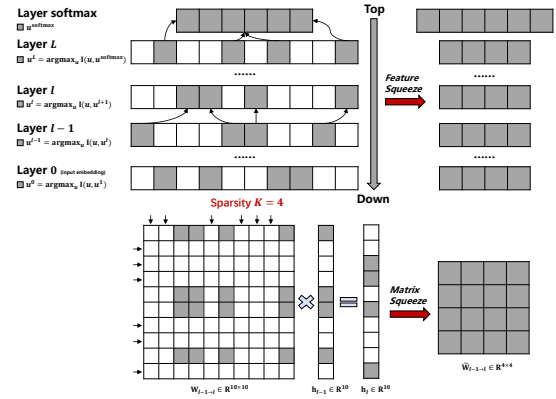 Layer softmax
u^softmax
Top
Layer L
u^L = argmax_u I(u, u^softmax)
......
......
Layer l
u^l = argmax_u I(u, u^{l+1})
Feature
Squeeze
Layer l − 1
u^{l−1} = argmax_u I(u, u^l)
......
......
Layer 0 (input embedding)
u^0 = argmax_u I(u, u^1)
Sparsity K = 4
Down
Matrix
Squeeze
W_{l−1→l} ∈ R^{10×10}
h_{l−1} ∈ R^{10}
h_l ∈ R^{10}
W̃_{l−1→l} ∈ R^{4×4}